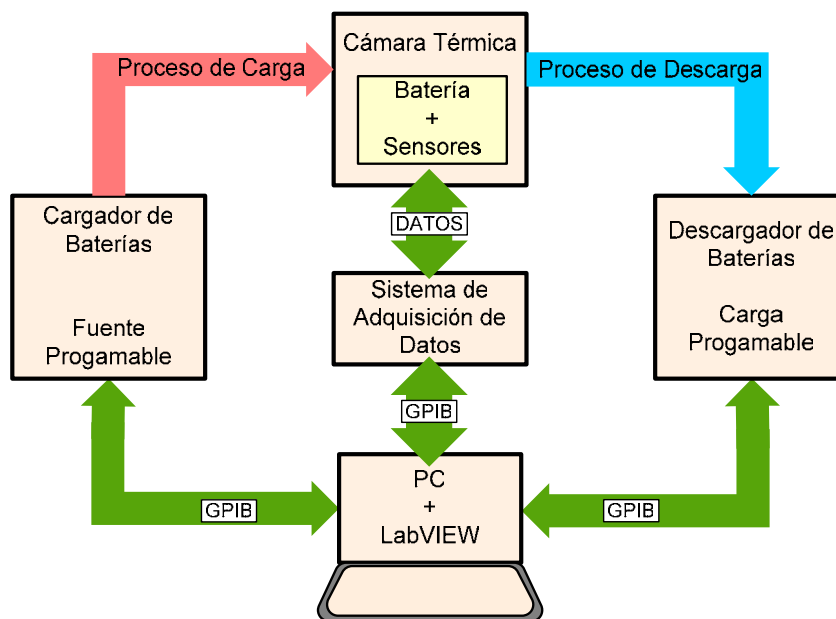 Cámara Térmica
Batería
+
Sensores
Proceso de Carga
Proceso de Descarga
Cargador de
Baterías
Fuente
Progamable
DATOS
Sistema de
Adquisición de
Datos
Descargador de
Baterías
Carga
Progamable
GPIB
PC
+
LabVIEW
GPIB
GPIB